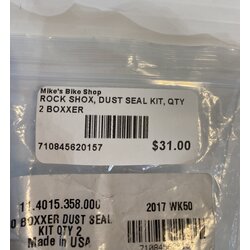 Mike's Bike Shop
ROCK SHOX, DUST SEAL KIT, QTY
2 BOXXER
710845620157
$31.00
11.4015.358.000
2017 WK50
BOXXER DUST SEAL
KIT QTY 2
Made in USA